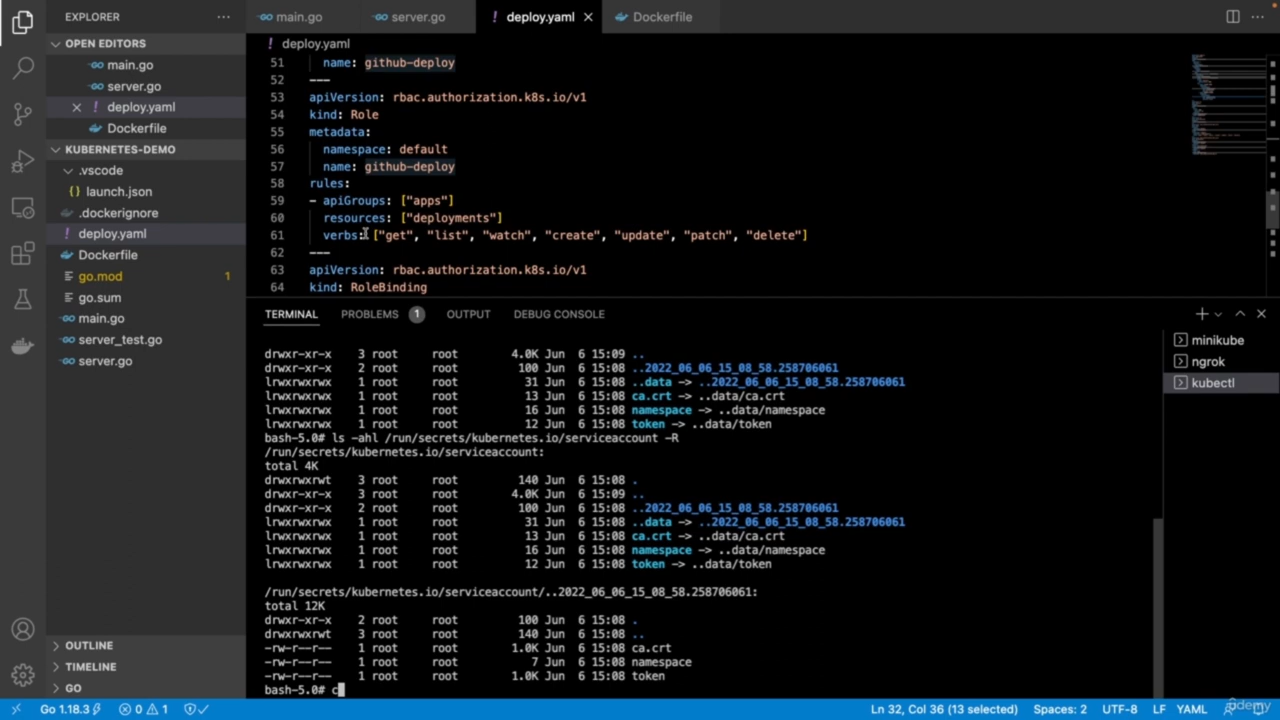 EXPLORER
OPEN EDITORS
main.go
server.go
deploy.yaml
Dockerfile
KUBERNETES-DEMO
.vscode
launch.json
.dockerignore
deploy.yaml
Dockerfile
go.mod 1
go.sum
main.go
server_test.go
server.go
OUTLINE
TIMELINE
GO
main.go server.go deploy.yaml Dockerfile
deploy.yaml
51 name: github-deploy
52 ---
53 apiVersion: rbac.authorization.k8s.io/v1
54 kind: Role
55 metadata:
56 namespace: default
57 name: github-deploy
58 rules:
59 - apiGroups: ["apps"]
60 resources: ["deployments"]
61 verbs: ["get", "list", "watch", "create", "update", "patch", "delete"]
62 ---
63 apiVersion: rbac.authorization.k8s.io/v1
64 kind: RoleBinding
TERMINAL PROBLEMS 1 OUTPUT DEBUG CONSOLE
drwxr-xr-x 3 root root 4.0K Jun 6 15:09 ..
drwxr-xr-x 2 root root 100 Jun 6 15:08 ..2022_06_06_15_08_58.258706061
lrwxrwxrwx 1 root root 31 Jun 6 15:08 ..data -> ..2022_06_06_15_08_58.258706061
lrwxrwxrwx 1 root root 13 Jun 6 15:08 ca.crt -> ..data/ca.crt
lrwxrwxrwx 1 root root 16 Jun 6 15:08 namespace -> ..data/namespace
lrwxrwxrwx 1 root root 12 Jun 6 15:08 token -> ..data/token
bash-5.0# ls -ahl /run/secrets/kubernetes.io/serviceaccount -R
/run/secrets/kubernetes.io/serviceaccount:
total 4K
drwxrwxrwt 3 root root 140 Jun 6 15:08 .
drwxr-xr-x 3 root root 4.0K Jun 6 15:09 ..
drwxr-xr-x 2 root root 100 Jun 6 15:08 ..2022_06_06_15_08_58.258706061
lrwxrwxrwx 1 root root 31 Jun 6 15:08 ..data -> ..2022_06_06_15_08_58.258706061
lrwxrwxrwx 1 root root 13 Jun 6 15:08 ca.crt -> ..data/ca.crt
lrwxrwxrwx 1 root root 16 Jun 6 15:08 namespace -> ..data/namespace
lrwxrwxrwx 1 root root 12 Jun 6 15:08 token -> ..data/token
/run/secrets/kubernetes.io/serviceaccount/..2022_06_06_15_08_58.258706061:
total 12K
drwxr-xr-x 2 root root 100 Jun 6 15:08 .
drwxrwxrwt 3 root root 140 Jun 6 15:08 ..
-rw-r--r-- 1 root root 1.0K Jun 6 15:08 ca.crt
-rw-r--r-- 1 root root 7 Jun 6 15:08 namespace
-rw-r--r-- 1 root root 1.0K Jun 6 15:08 token
bash-5.0# c
minikube
ngrok
kubectl
Go 1.18.3 0 1 Ln 32, Col 36 (13 selected) Spaces: 2 UTF-8 LF YAML
udemy